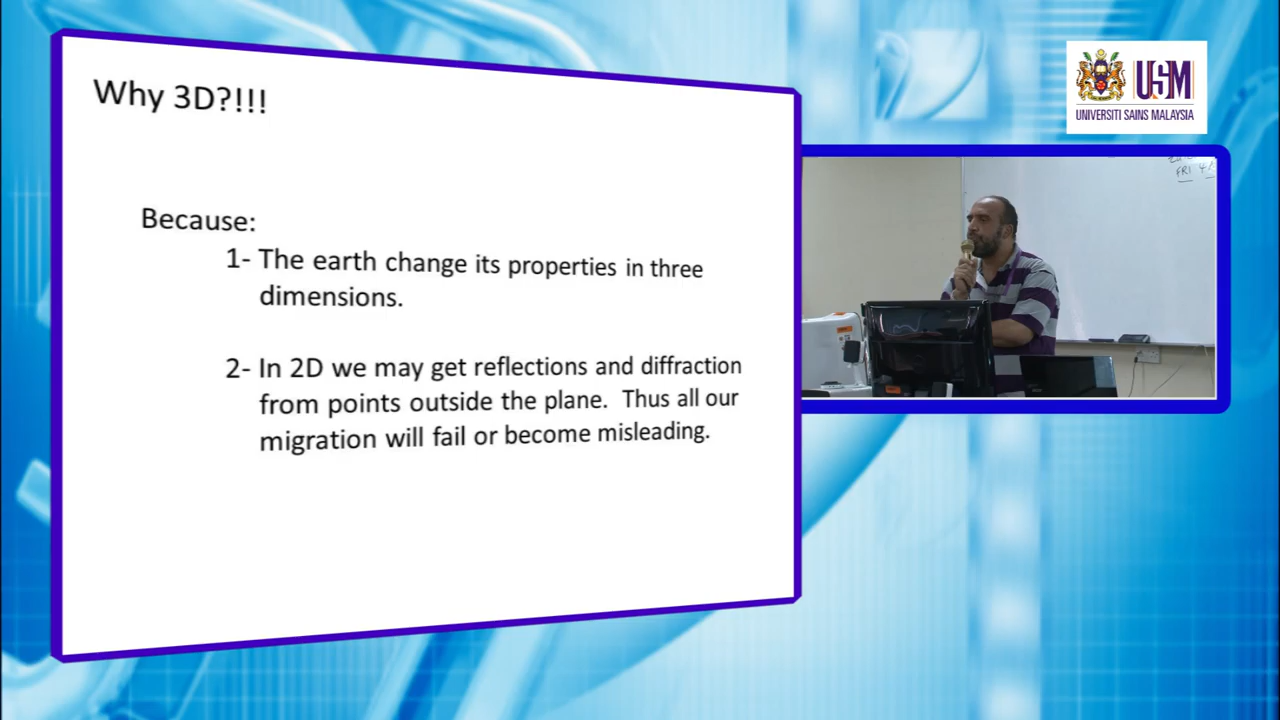 Why 3D?!!!
Because:
1- The earth change its properties in three
dimensions.
2- In 2D we may get reflections and diffraction
from points outside the plane. Thus all our
migration will fail or become misleading.
USM
UNIVERSITI SAINS MALAYSIA
FRI